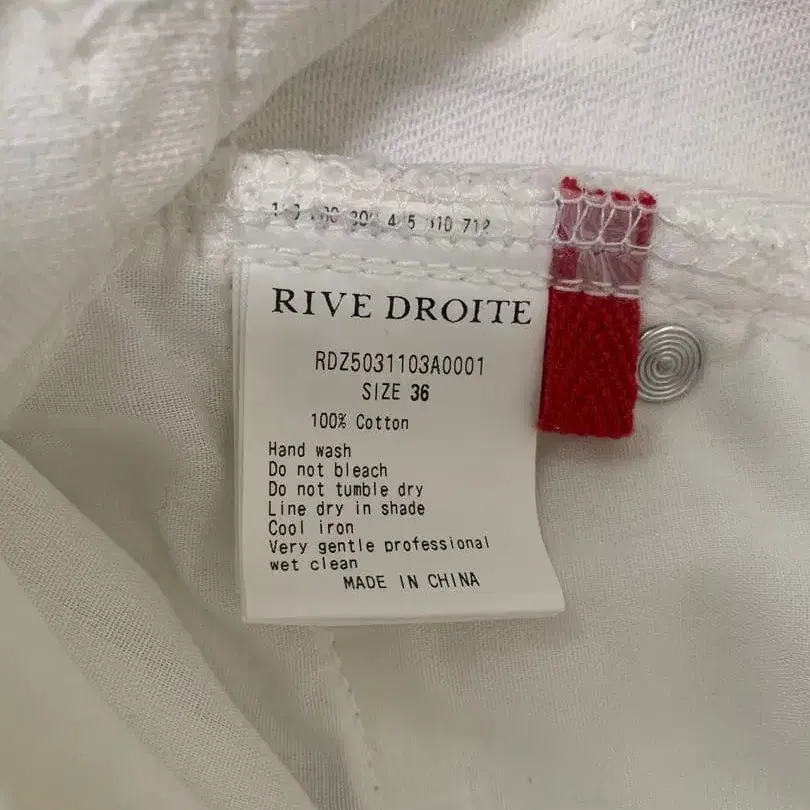 712
RIVE DROITE
RDZ5031103A0001
SIZE 36
100% Cotton
Hand wash
Do not bleach
Do not tumble dry
Line dry in shade
Cool iron
Very gentle professional
wet clean
MADE IN CHINA